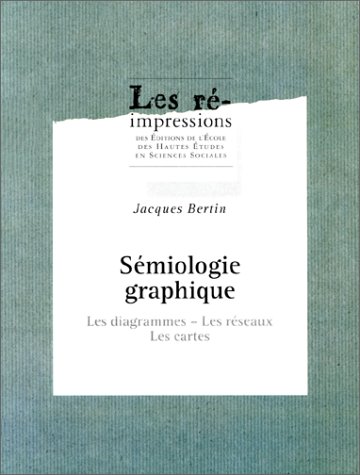 Les ré-
impressions
DES ÉDITIONS DE L'ÉCOLE
DES HAUTES ÉTUDES
EN SCIENCES SOCIALES
Jacques Bertin
Sémiologie
graphique
Les diagrammes – Les réseaux
Les cartes